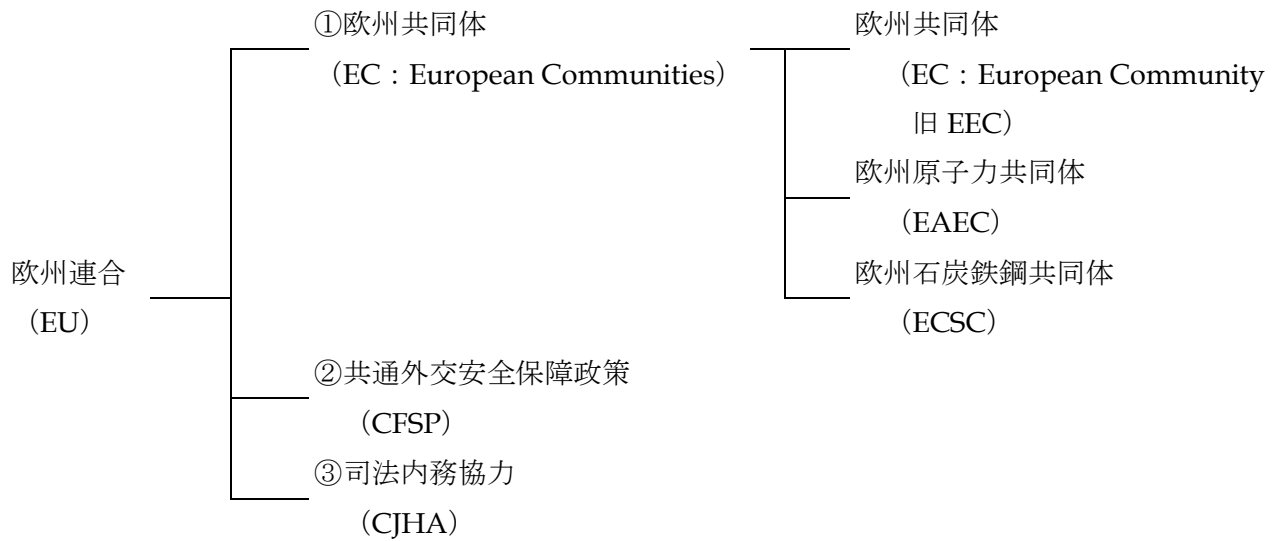 ①欧州共同体
（EC：European Communities）
欧州共同体
（EC：European Community
旧 EEC）
欧州原子力共同体
（EAEC）
欧州石炭鉄鋼共同体
（ECSC）
欧州連合
（EU）
②共通外交安全保障政策
（CFSP）
③司法内務協力
（CJHA）